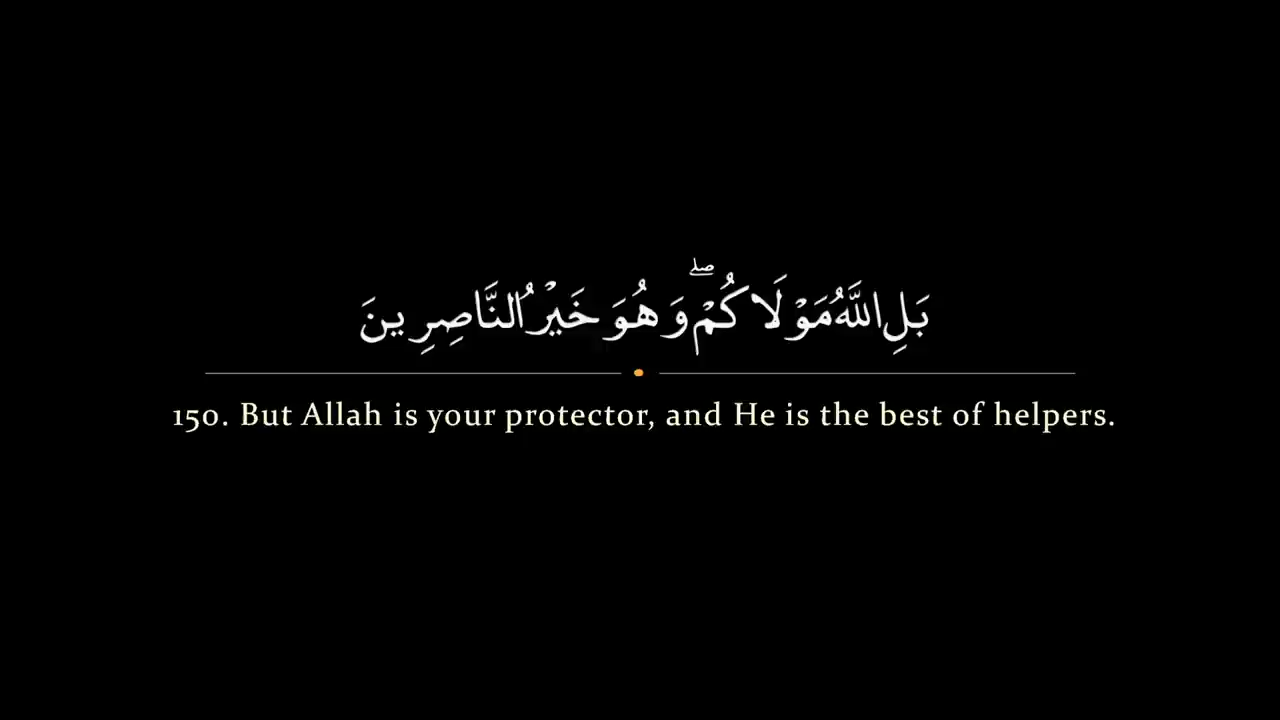 بَلِ اللَّهُ مَوْلَاكُمْ ۖ وَهُوَ خَيْرُ النَّاصِرِينَ
150. But Allah is your protector, and He is the best of helpers.